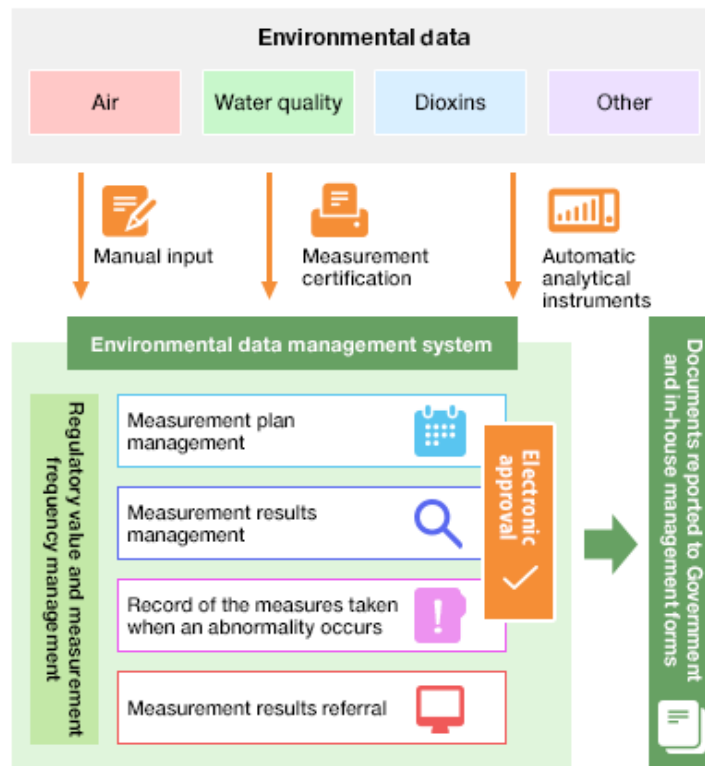 Environmental data
Air
Water quality
Dioxins
Other
Manual input
Measurement
certification
Automatic
analytical
instruments
Environmental data management system
Regulatory value and measurement
frequency management
Measurement plan
management
Measurement results
management
Record of the measures taken
when an abnormality occurs
Measurement results referral
Electronic
approval
Documents reported to Government
and in-house management forms